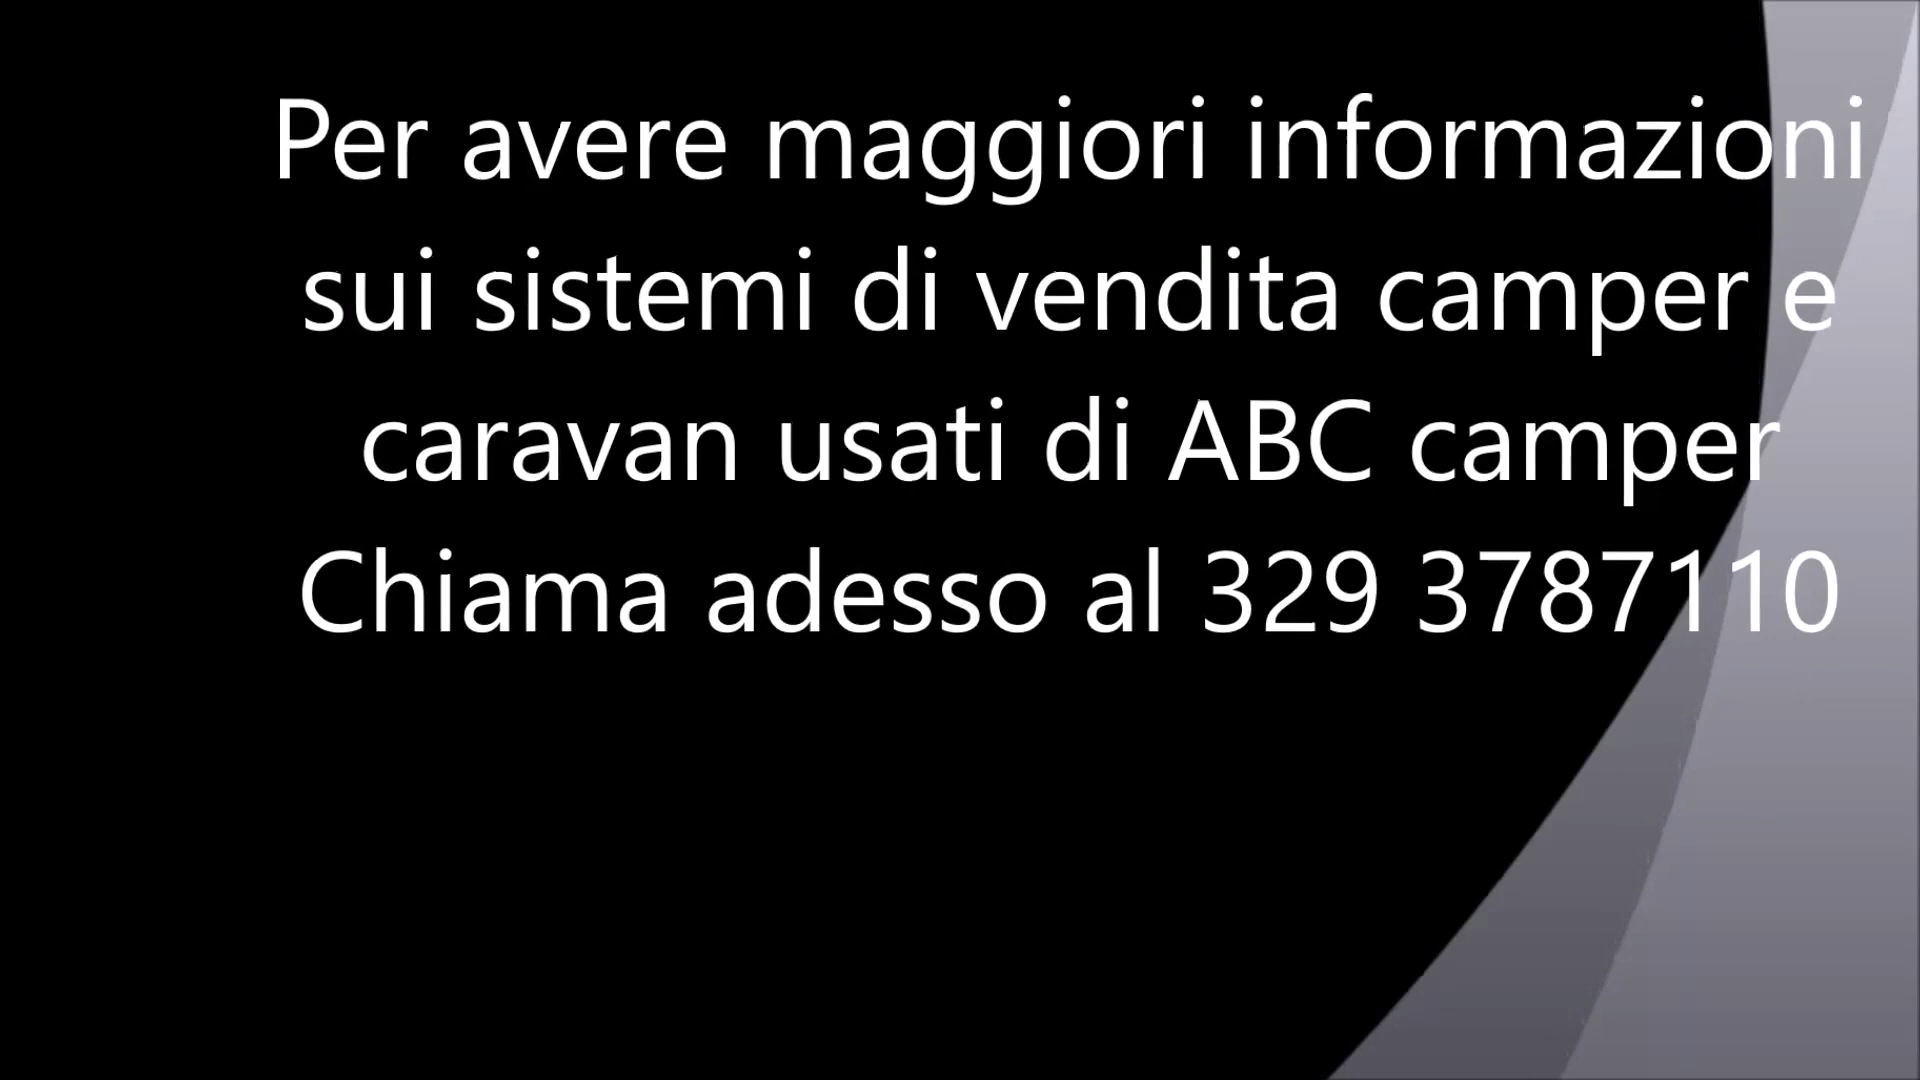 Per avere maggiori informazioni
sui sistemi di vendita camper e
caravan usati di ABC camper
Chiama adesso al 329 3787110